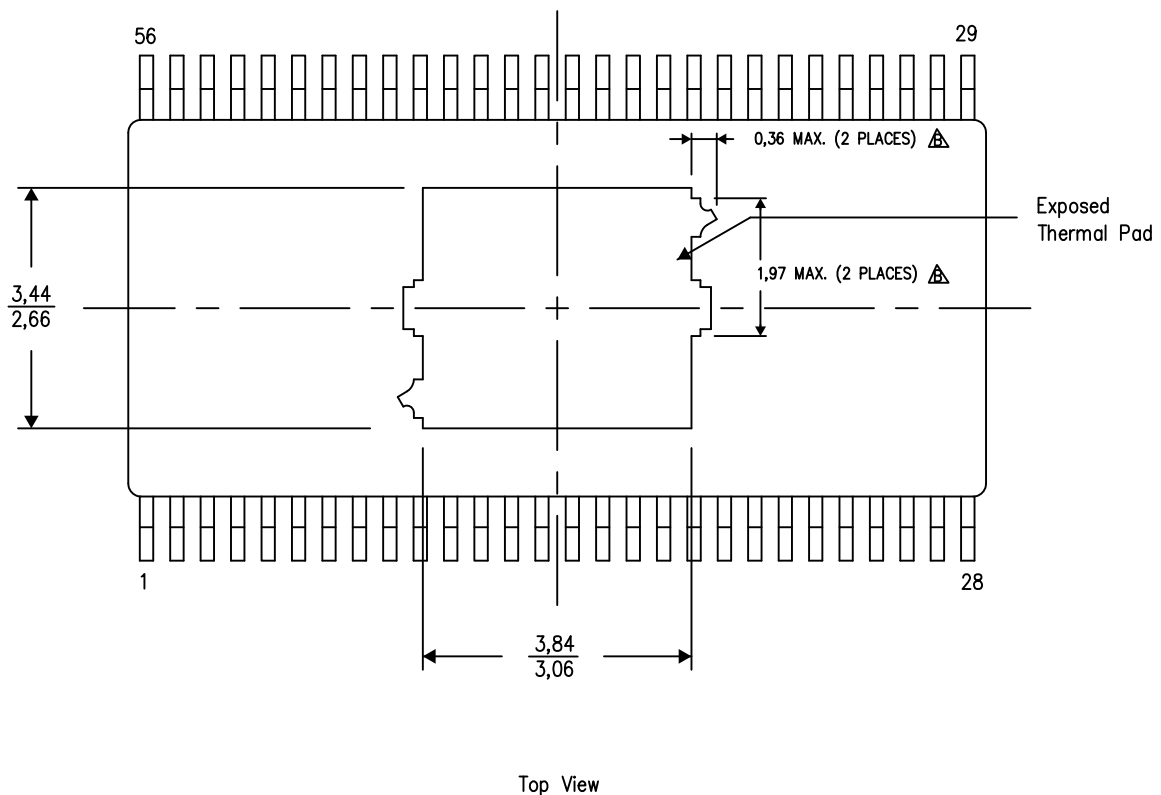 56
29
0,36 MAX. (2 PLACES) B
Exposed
Thermal Pad
1,97 MAX. (2 PLACES) B
3,44
2,66
1
28
3,84
3,06
Top View